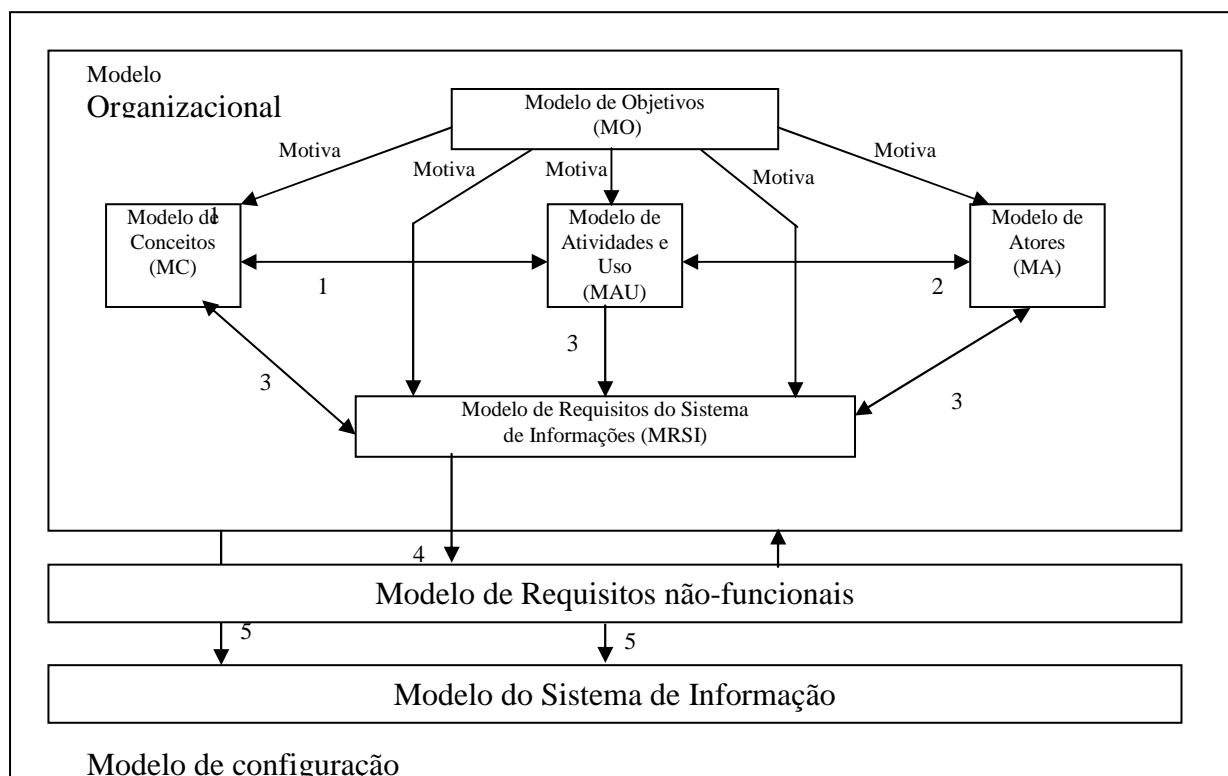 Modelo
Organizacional
Modelo de Objetivos
(MO)
Motiva
Motiva
Motiva
Motiva
Motiva
Modelo de
Conceitos
(MC)
1
Modelo de
Atividades e
Uso
(MAU)
Modelo de
Atores
(MA)
1
2
3
3
3
Modelo de Requisitos do Sistema
de Informações (MRSI)
4
Modelo de Requisitos não-funcionais
5
5
Modelo do Sistema de Informação
Modelo de configuração